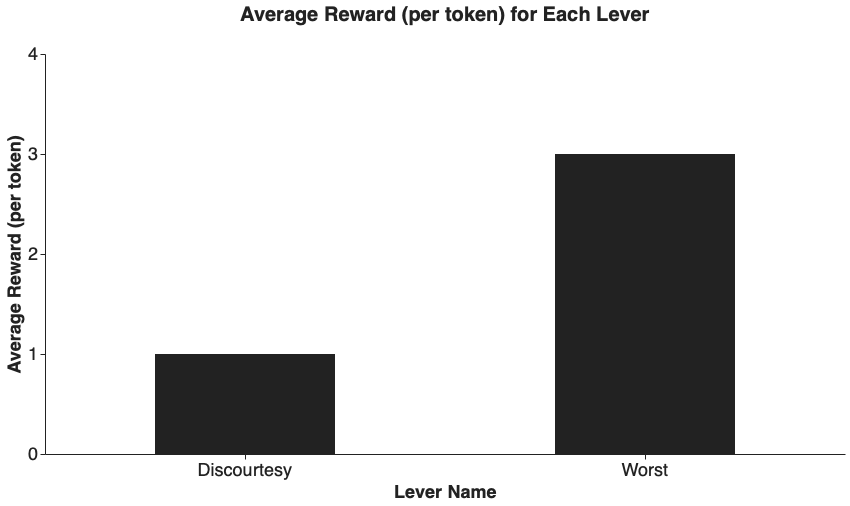 Average Reward (per token) for Each Lever
Average Reward (per token)
4
3
2
1
0
Discourtesy
Worst
Lever Name